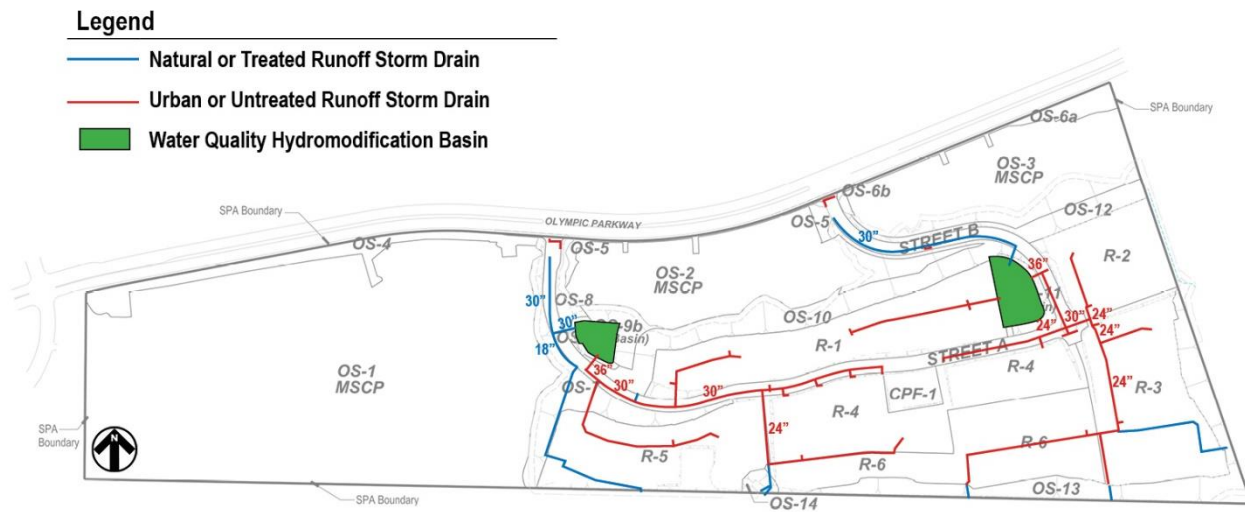 Legend
Natural or Treated Runoff Storm Drain
Urban or Untreated Runoff Storm Drain
Water Quality Hydromodification Basin
SPA Boundary
OS-6a
OS-3
MSCP
OS-6b
SPA Boundary
OLYMPIC PARKWAY
OS-5
OS-12
OS-4
OS-5
30"
STREET B
R-2
OS-2
MSCP
36"
30"
OS-8
30"
9b
Basin)
OS-10
11
24"
30"
24"
24"
18"
R-1
STREET A
OS-1
MSCP
36"
30"
30"
R-4
24"
R-3
OS-
CPF-1
R-4
SPA
Boundary
N
24"
R-5
R-6
R-6
OS-13
SPA Boundary
OS-14